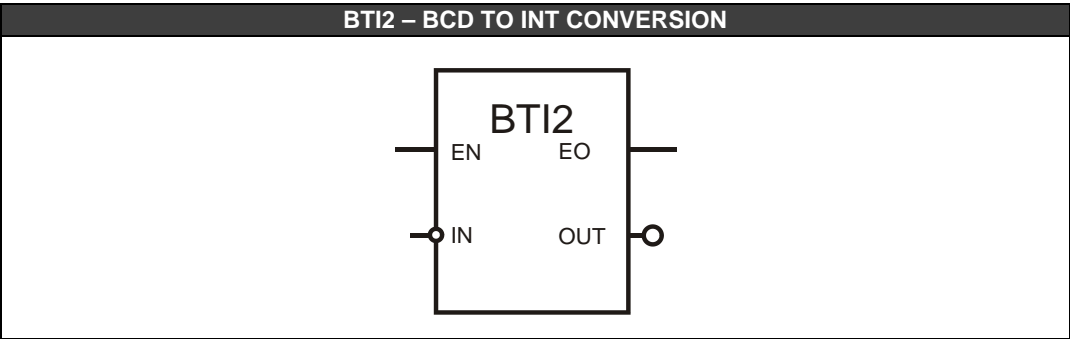 BTI2 – BCD TO INT CONVERSION
BTI2
EN EO
IN OUT